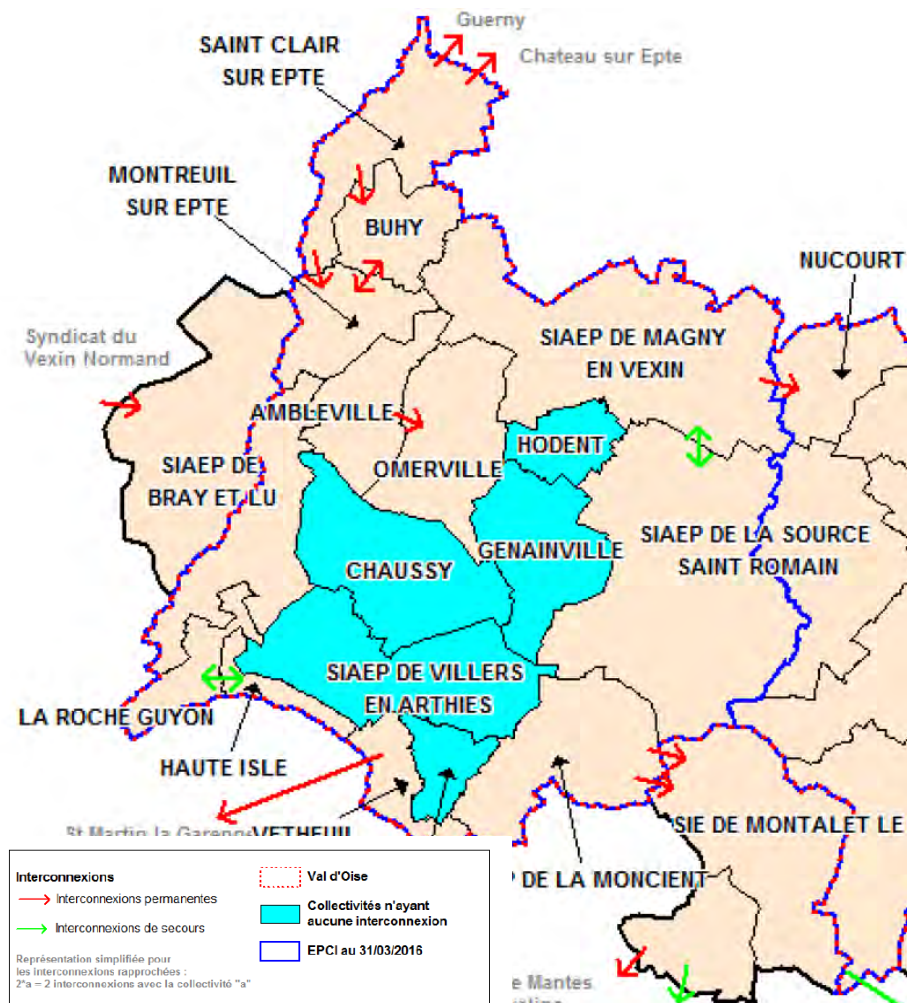 Guerny
SAINT CLAIR
SUR EPTE
Chateau sur Epte
MONTREUIL
SUR EPTE
BUHY
NUCOURT
Syndicat du
Vexin Normand
SIAEP DE MAGNY
EN VEXIN
AMBLEVILLE
HODENT
OMERVILLE
SIAEP DE
BRAY ET LU
SIAEP DE LA SOURCE
SAINT ROMAIN
GENAINVILLE
CHAUSSY
SIAEP DE VILLERS
EN ARTHIES
LA ROCHE GUYON
HAUTE ISLE
St Martin la Garenne
VETHEUIL
SIE DE MONTALET LE
DE LA MONCIENT
e Mantes
Interconnexions
Interconnexions permanentes
Interconnexions de secours
Représentation simplifiée pour
les interconnexions rapprochées :
2*a = 2 interconnexions avec la collectivité "a"
Val d'Oise
Collectivités n'ayant
aucune interconnexion
EPCI au 31/03/2016